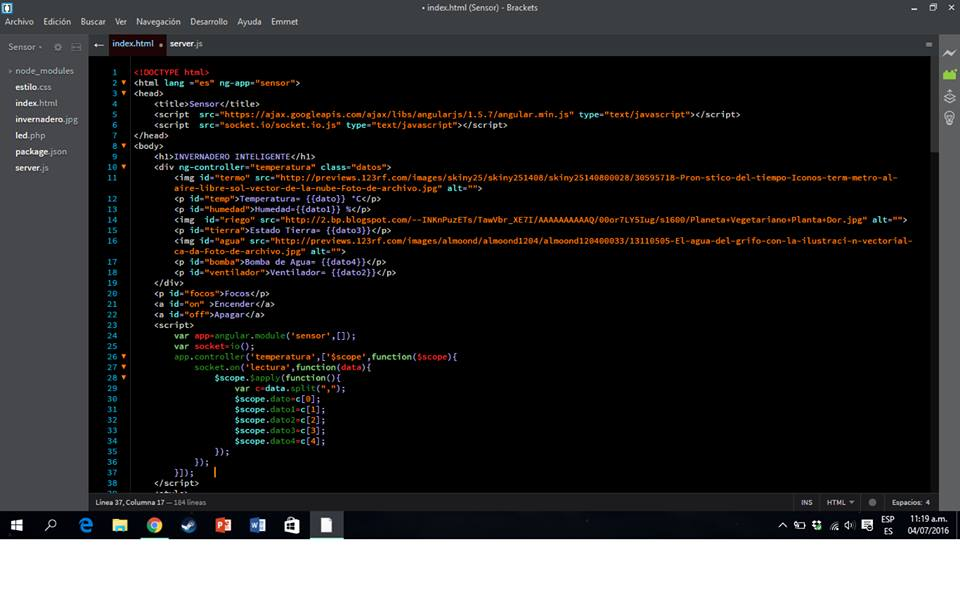 • index.html (Sensor) - Brackets
Archivo Edición Buscar Ver Navegación Desarrollo Ayuda Emmet
Sensor
index.html • server.js
node_modules
estilo.css
index.html
invernadero.jpg
led.php
package.json
server.js
1 <!DOCTYPE html>
2 <html lang ="es" ng-app="sensor">
3 <head>
4 <title>Sensor</title>
5 <script src="https://ajax.googleapis.com/ajax/libs/angularjs/1.5.7/angular.min.js" type="text/javascript"></script>
6 <script src="socket.io/socket.io.js" type="text/javascript"></script>
7 </head>
8 <body>
9 <h1>INVERNADERO INTELIGENTE</h1>
10 <div ng-controller="temperatura" class="datos">
11 <img id="termo" src="http://previews.123rf.com/images/skiny25/skiny251408/skiny25140800028/30595718-Pron-stico-del-tiempo-Iconos-term-metro-al-
aire-libre-sol-vector-de-la-nube-Foto-de-archivo.jpg" alt="">
12 <p id="temp">Temperatura= {{dato}} °C</p>
13 <p id="humedad">Humedad={{dato1}} %</p>
14 <img id="riego" src="http://2.bp.blogspot.com/--INKnPuzETs/TawVbr_XE7I/AAAAAAAAAAQ/00or7LY5Iug/s1600/Planeta+Vegetariano+Planta+Dor.jpg" alt="">
15 <p id="tierra">Estado Tierra= {{dato3}}</p>
16 <img id="agua" src="http://previews.123rf.com/images/almoond/almoond1204/almoond120400033/13110505-El-agua-del-grifo-con-la-ilustraci-n-vectorial-
ca-da-Foto-de-archivo.jpg" alt="">
17 <p id="bomba">Bomba de Agua= {{dato4}}</p>
18 <p id="ventilador">Ventilador= {{dato2}}</p>
19 </div>
20 <p id="focos">Focos</p>
21 <a id="on" >Encender</a>
22 <a id="off">Apagar</a>
23 <script>
24 var app=angular.module('sensor',[]);
25 var socket=io();
26 app.controller('temperatura',['$scope',function($scope){
27 socket.on('lectura',function(data){
28 $scope.$apply(function(){
29 var c=data.split(",");
30 $scope.dato=c[0];
31 $scope.dato1=c[1];
32 $scope.dato2=c[2];
33 $scope.dato3=c[3];
34 $scope.dato4=c[4];
35 });
36 });
37 }]);
38 </script>
39 <style>
Línea 37, Columna 17 — 184 líneas
INS HTML Espacios: 4
ESP
ES
11:19 a.m.
04/07/2016